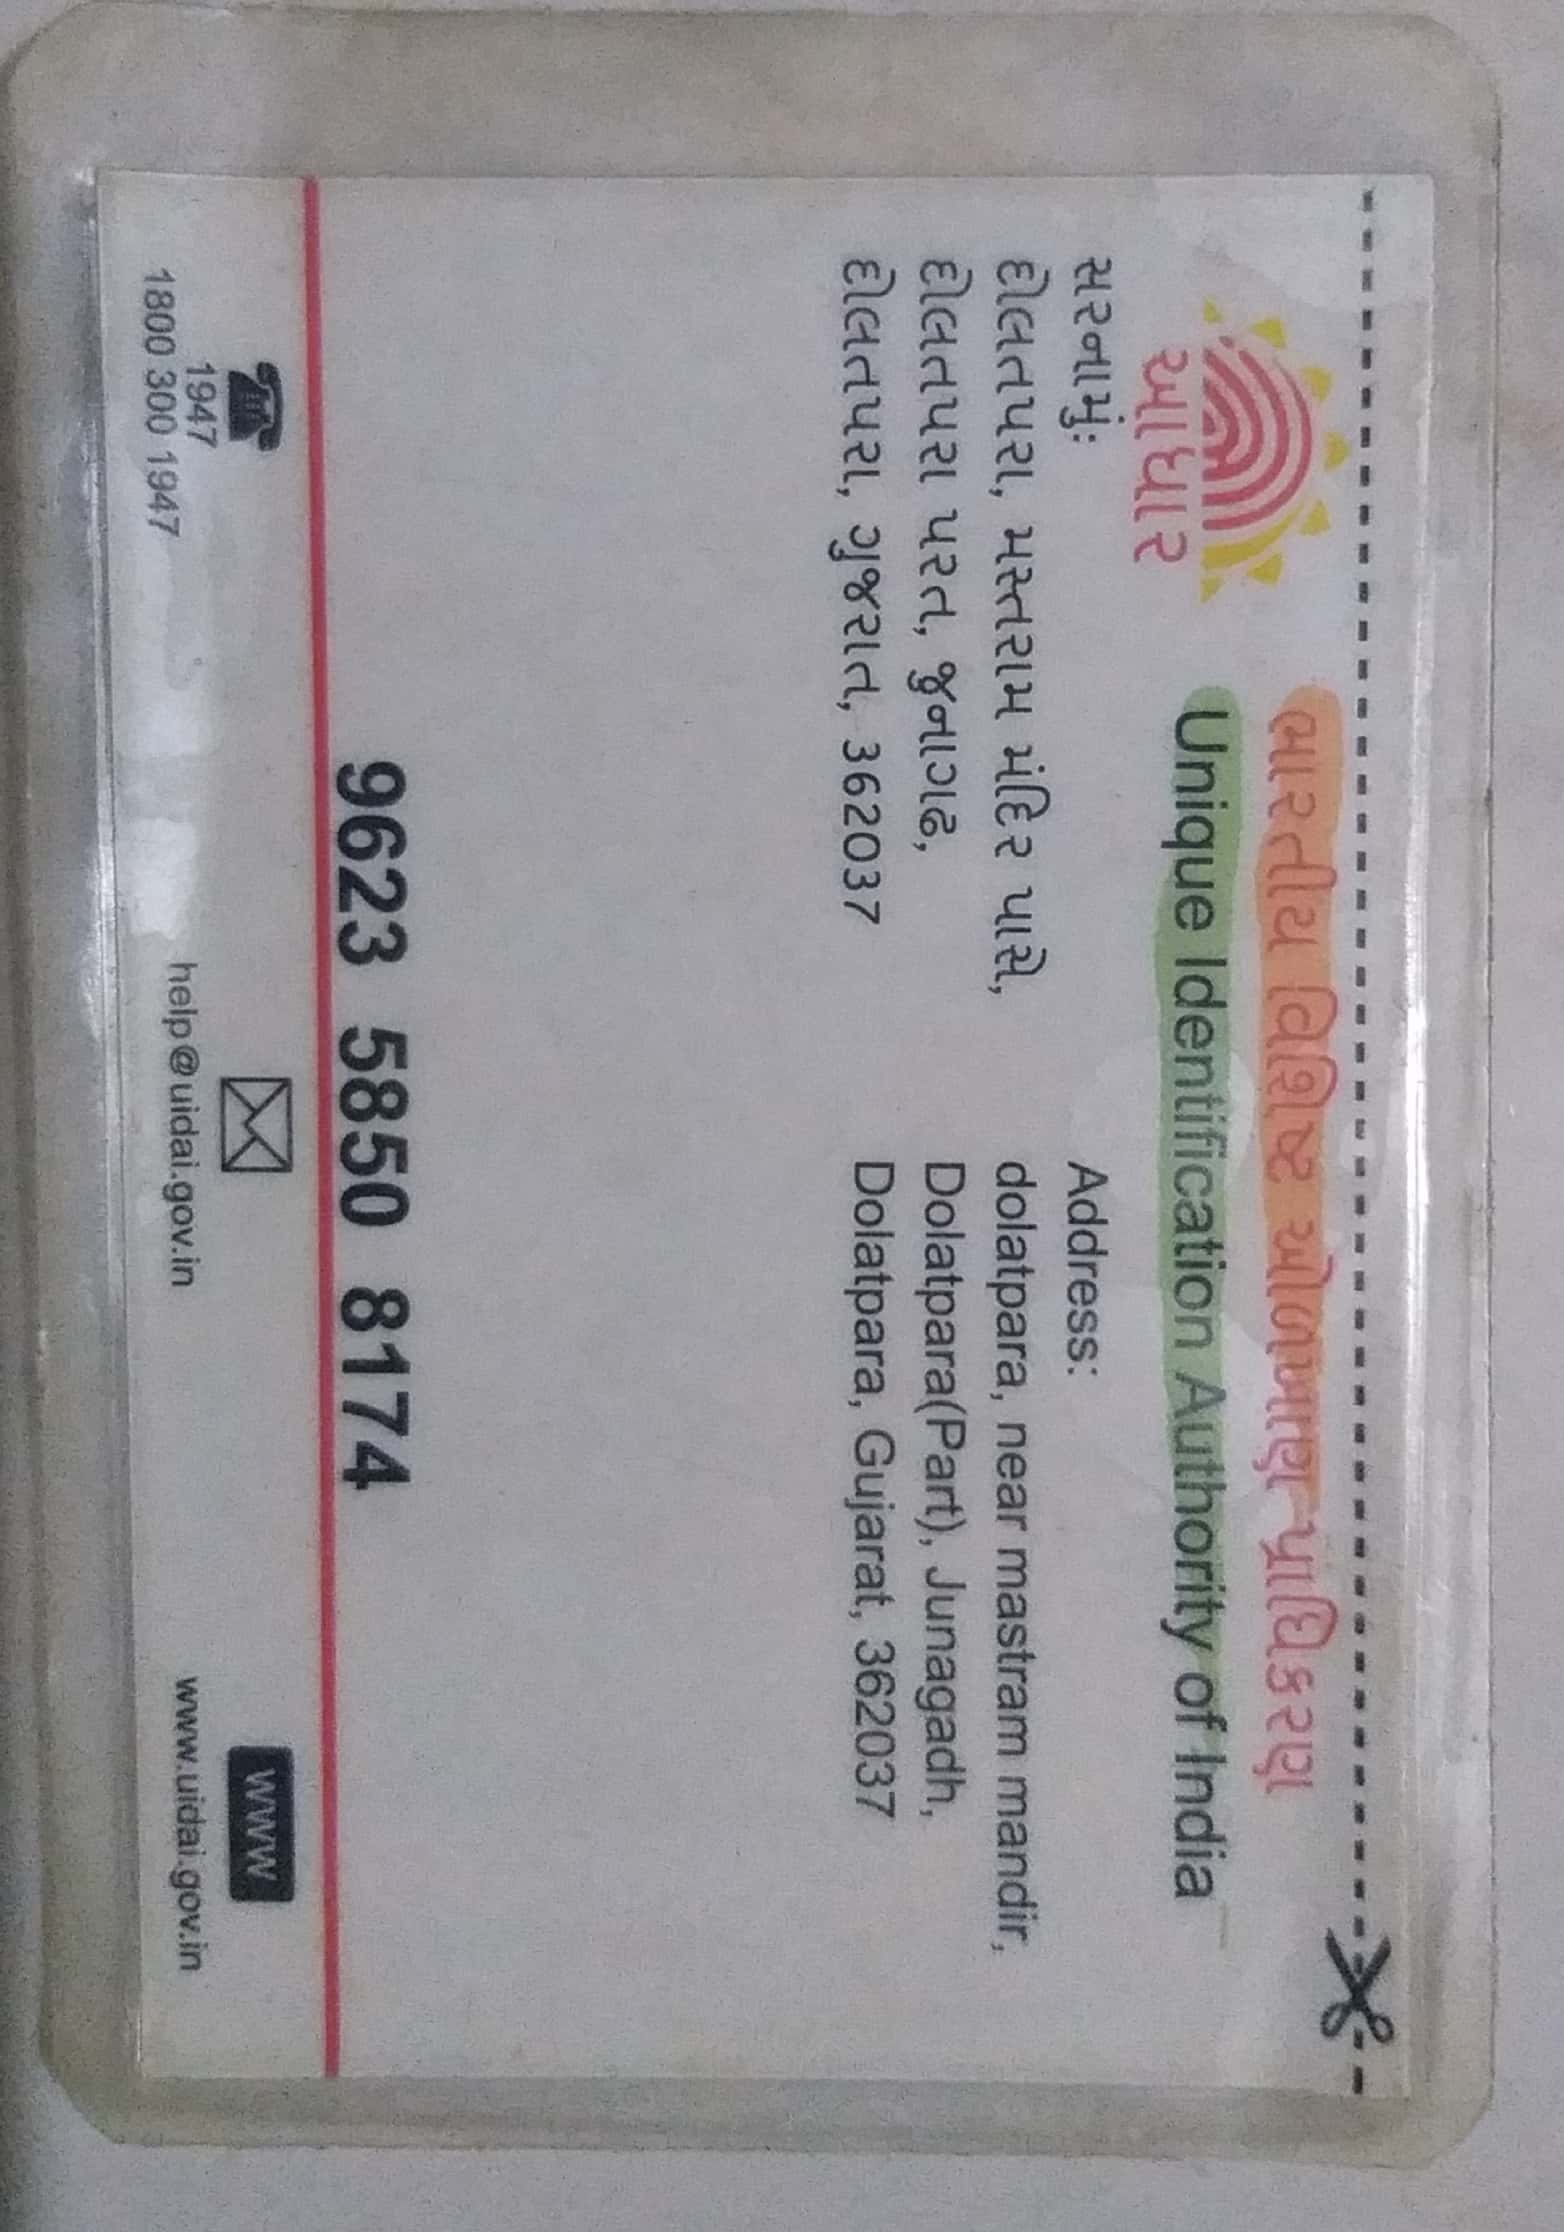 ભારતીય વિશિષ્ટ ઓળખાણ પ્રાધિકરણ
Unique Identification Authority of India
આધાર
સરનામું:
દોલતપરા, મસ્તરામ મંદિર પાસે,
દોલતપરા પરત, જુનાગઢ,
દોલતપરા, ગુજરાત, 362037
Address:
dolatpara, near mastram mandir,
Dolatpara(Part), Junagadh,
Dolatpara, Gujarat, 362037
9623 5850 8174
1947
1800 300 1947
help@uidai.gov.in
www
www.uidai.gov.in